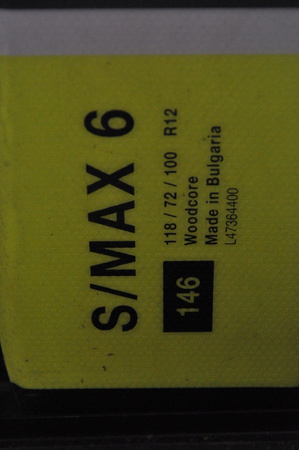 S/MAX 6
146
118 / 72 / 100 R12
Woodcore
Made in Bulgaria
L47364400